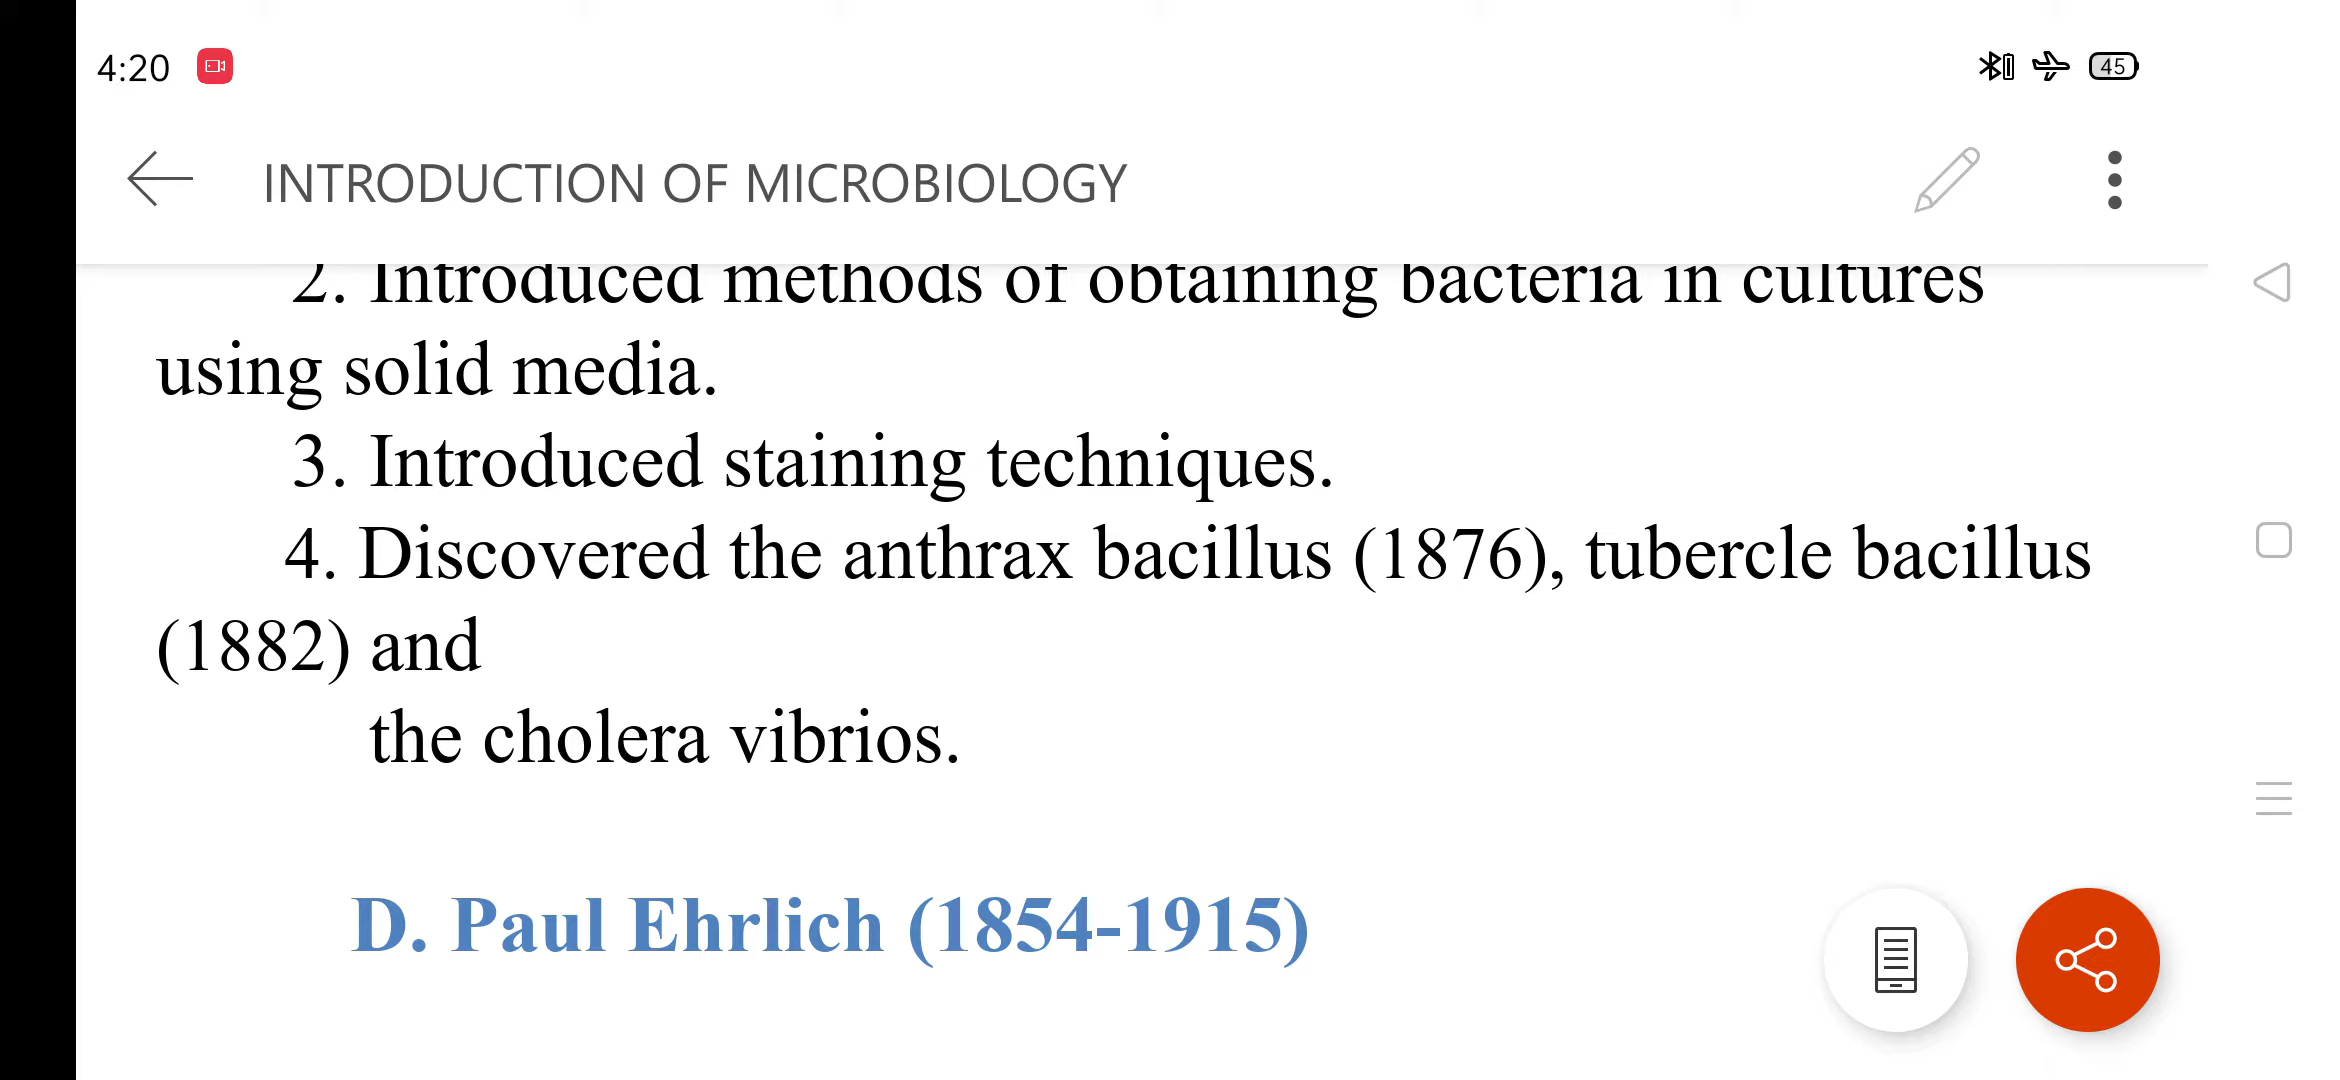 4:20
45
INTRODUCTION OF MICROBIOLOGY
2. Introduced methods of obtaining bacteria in cultures
using solid media.
3. Introduced staining techniques.
4. Discovered the anthrax bacillus (1876), tubercle bacillus
(1882) and
the cholera vibrios.
D. Paul Ehrlich (1854-1915)